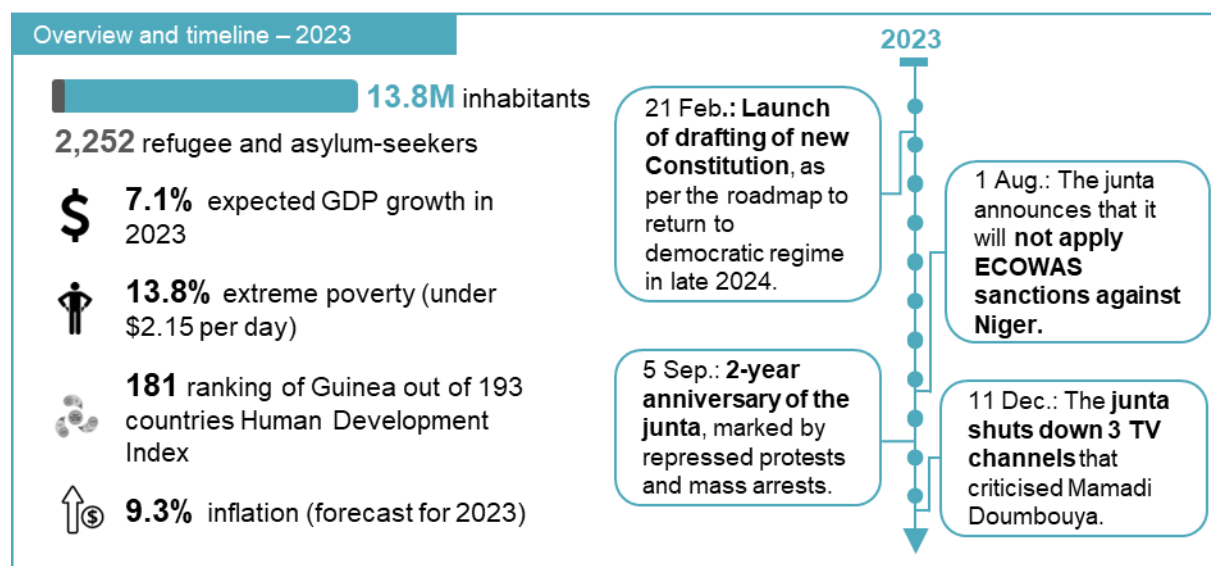 Overview and timeline – 2023
13.8M inhabitants
2,252 refugee and asylum-seekers
$
7.1% expected GDP growth in
2023
13.8% extreme poverty (under
$2.15 per day)
181 ranking of Guinea out of 193
countries Human Development
Index
$
9.3% inflation (forecast for 2023)
2023
21 Feb.: Launch
of drafting of new
Constitution, as
per the roadmap to
return to
democratic regime
in late 2024.
1 Aug.: The junta
announces that it
will not apply
ECOWAS
sanctions against
Niger.
5 Sep.: 2-year
anniversary of the
junta, marked by
repressed protests
and mass arrests.
11 Dec.: The junta
shuts down 3 TV
channels that
criticised Mamadi
Doumbouya.